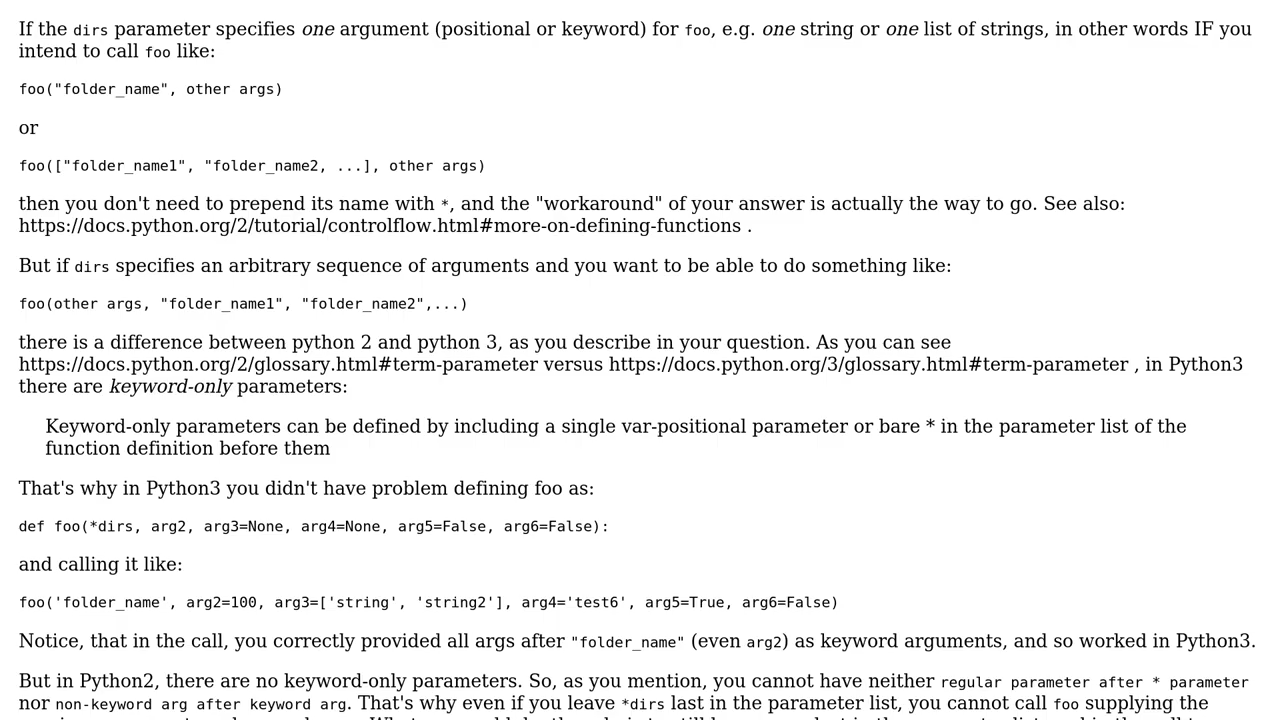 If the dirs parameter specifies one argument (positional or keyword) for foo, e.g. one string or one list of strings, in other words IF you
intend to call foo like:
foo("folder_name", other args)
or
foo(["folder_name1", "folder_name2, ...], other args)
then you don't need to prepend its name with *, and the "workaround" of your answer is actually the way to go. See also:
https://docs.python.org/2/tutorial/controlflow.html#more-on-defining-functions .
But if dirs specifies an arbitrary sequence of arguments and you want to be able to do something like:
foo(other args, "folder_name1", "folder_name2",...)
there is a difference between python 2 and python 3, as you describe in your question. As you can see
https://docs.python.org/2/glossary.html#term-parameter versus https://docs.python.org/3/glossary.html#term-parameter , in Python3
there are keyword-only parameters:
Keyword-only parameters can be defined by including a single var-positional parameter or bare * in the parameter list of the
function definition before them
That's why in Python3 you didn't have problem defining foo as:
def foo(*dirs, arg2, arg3=None, arg4=None, arg5=False, arg6=False):
and calling it like:
foo('folder_name', arg2=100, arg3=['string', 'string2'], arg4='test6', arg5=True, arg6=False)
Notice, that in the call, you correctly provided all args after "folder_name" (even arg2) as keyword arguments, and so worked in Python3.
But in Python2, there are no keyword-only parameters. So, as you mention, you cannot have neither regular parameter after * parameter
nor non-keyword arg after keyword arg. That's why even if you leave *dirs last in the parameter list, you cannot call foo supplying the